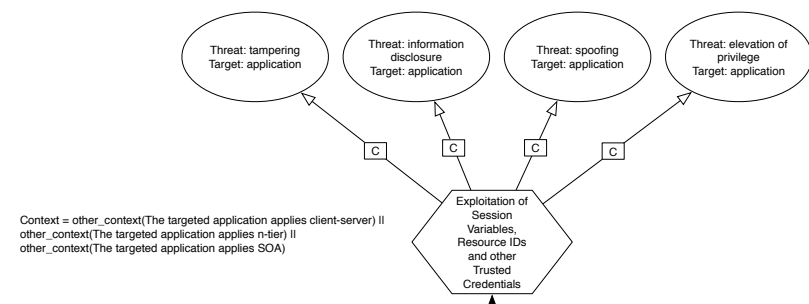 Threat: tampering
Target: application
Threat: information
disclosure
Target: application
Threat: spoofing
Target: application
Threat: elevation of
privilege
Target: application
C
C
C
C
Context = other_context(The targeted application applies client-server) ||
other_context(The targeted application applies n-tier) ||
other_context(The targeted application applies SOA)
Exploitation of
Session
Variables,
Resource IDs
and other
Trusted
Credentials